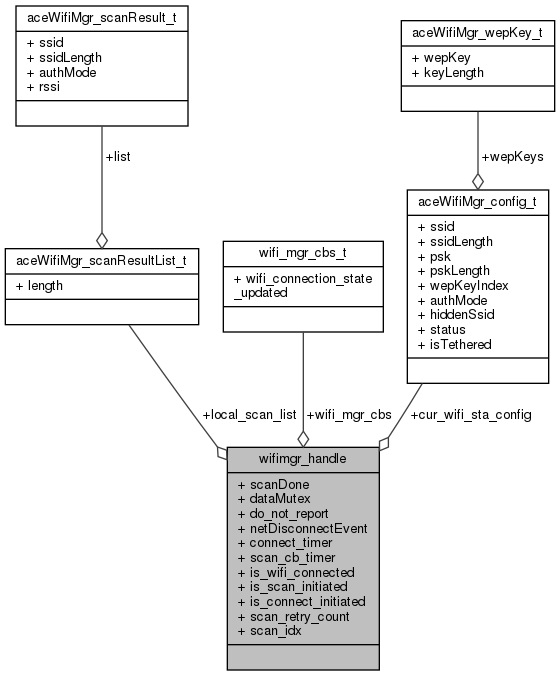 aceWifiMgr_scanResult_t
+ ssid
+ ssidLength
+ authMode
+ rssi
aceWifiMgr_wepKey_t
+ wepKey
+ keyLength
+list
+wepKeys
aceWifiMgr_scanResultList_t
+ length
wifi_mgr_cbs_t
+ wifi_connection_state
_updated
aceWifiMgr_config_t
+ ssid
+ ssidLength
+ psk
+ pskLength
+ wepKeyIndex
+ authMode
+ hiddenSsid
+ status
+ isTethered
+local_scan_list
+wifi_mgr_cbs
+cur_wifi_sta_config
wifimgr_handle
+ scanDone
+ dataMutex
+ do_not_report
+ netDisconnectEvent
+ connect_timer
+ scan_cb_timer
+ is_wifi_connected
+ is_scan_initiated
+ is_connect_initiated
+ scan_retry_count
+ scan_idx